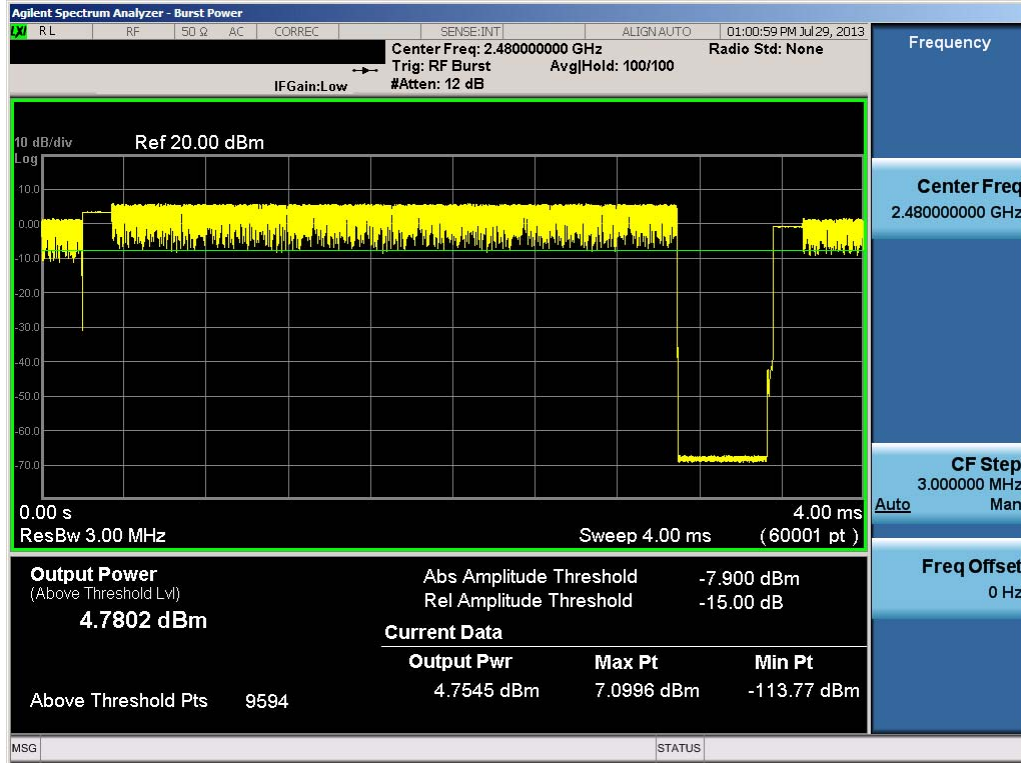 Agilent Spectrum Analyzer - Burst Power
LXI RL RF 50 Ω AC CORREC SENSE:INT ALIGN AUTO 01:00:59 PM Jul 29, 2013
Center Freq: 2.480000000 GHz Radio Std: None
Trig: RF Burst Avg|Hold: 100/100
IFGain:Low #Atten: 12 dB
10 dB/div Ref 20.00 dBm
Log
10.0
0.00
-10.0
-20.0
-30.0
-40.0
-50.0
-60.0
-70.0
0.00 s 4.00 ms
ResBw 3.00 MHz Sweep 4.00 ms (60001 pt)
Output Power
(Above Threshold Lvl)
4.7802 dBm
Above Threshold Pts 9594
Abs Amplitude Threshold -7.900 dBm
Rel Amplitude Threshold -15.00 dB
Current Data
Output Pwr Max Pt Min Pt
4.7545 dBm 7.0996 dBm -113.77 dBm
MSG STATUS
Frequency
Center Freq
2.480000000 GHz
CF Step
3.000000 MHz
Auto Man
Freq Offset
0 Hz